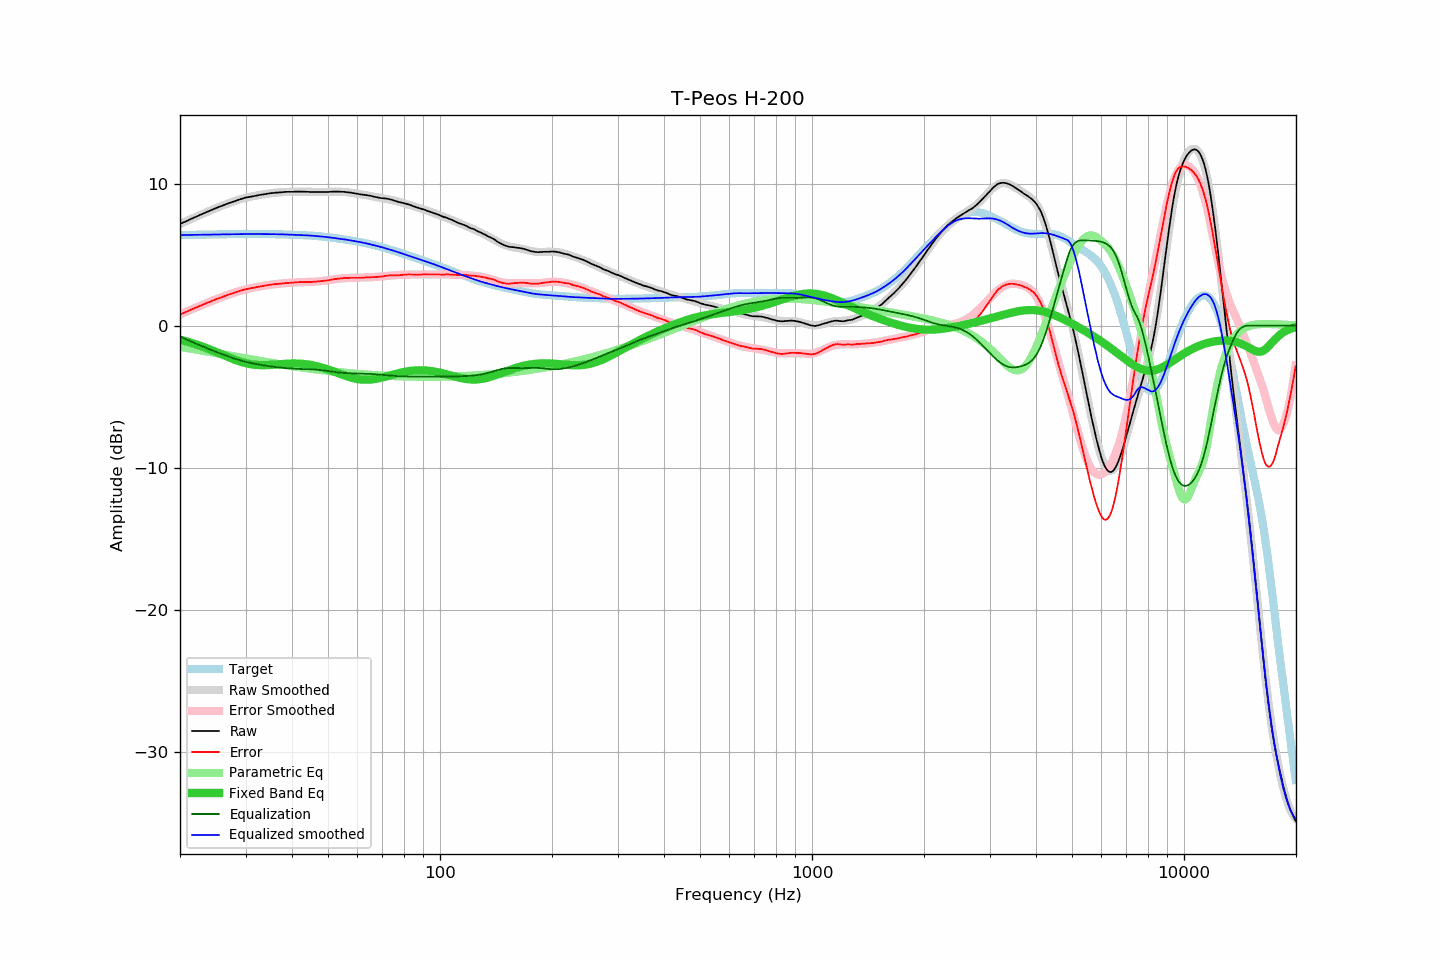 T-Peos H-200
10
0
−10
−20
−30
Amplitude (dBr)
100
1000
10000
Frequency (Hz)
Target
Raw Smoothed
Error Smoothed
Raw
Error
Parametric Eq
Fixed Band Eq
Equalization
Equalized smoothed